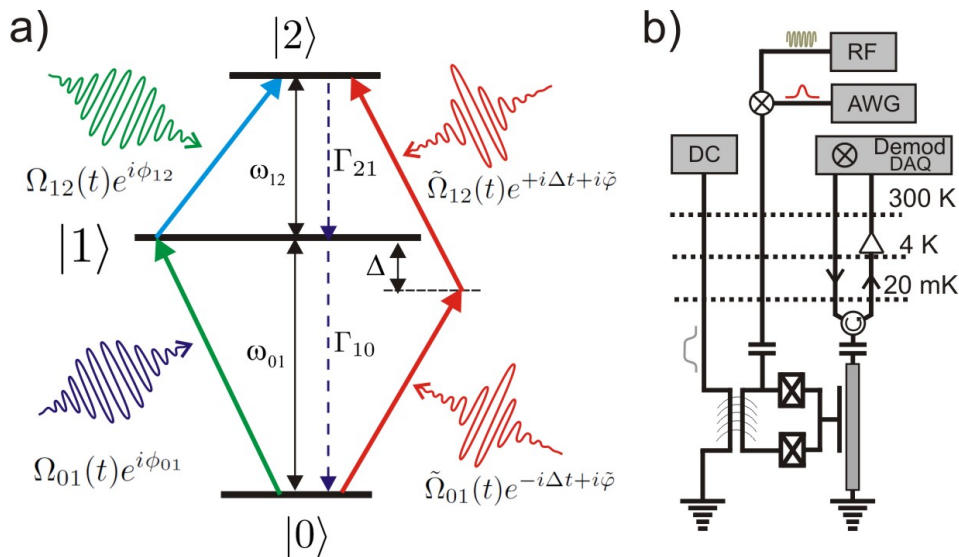 a)
|2⟩
Ω₁₂(t)e^{iϕ₁₂}
ω₁₂
Γ₂₁
Ω̃₁₂(t)e^{+iΔt+iφ̃}
|1⟩
Δ
ω₀₁
Γ₁₀
Ω₀₁(t)e^{iϕ₀₁}
Ω̃₀₁(t)e^{-iΔt+iφ̃}
|0⟩
b)
RF
AWG
DC
Demod
DAQ
300 K
4 K
20 mK